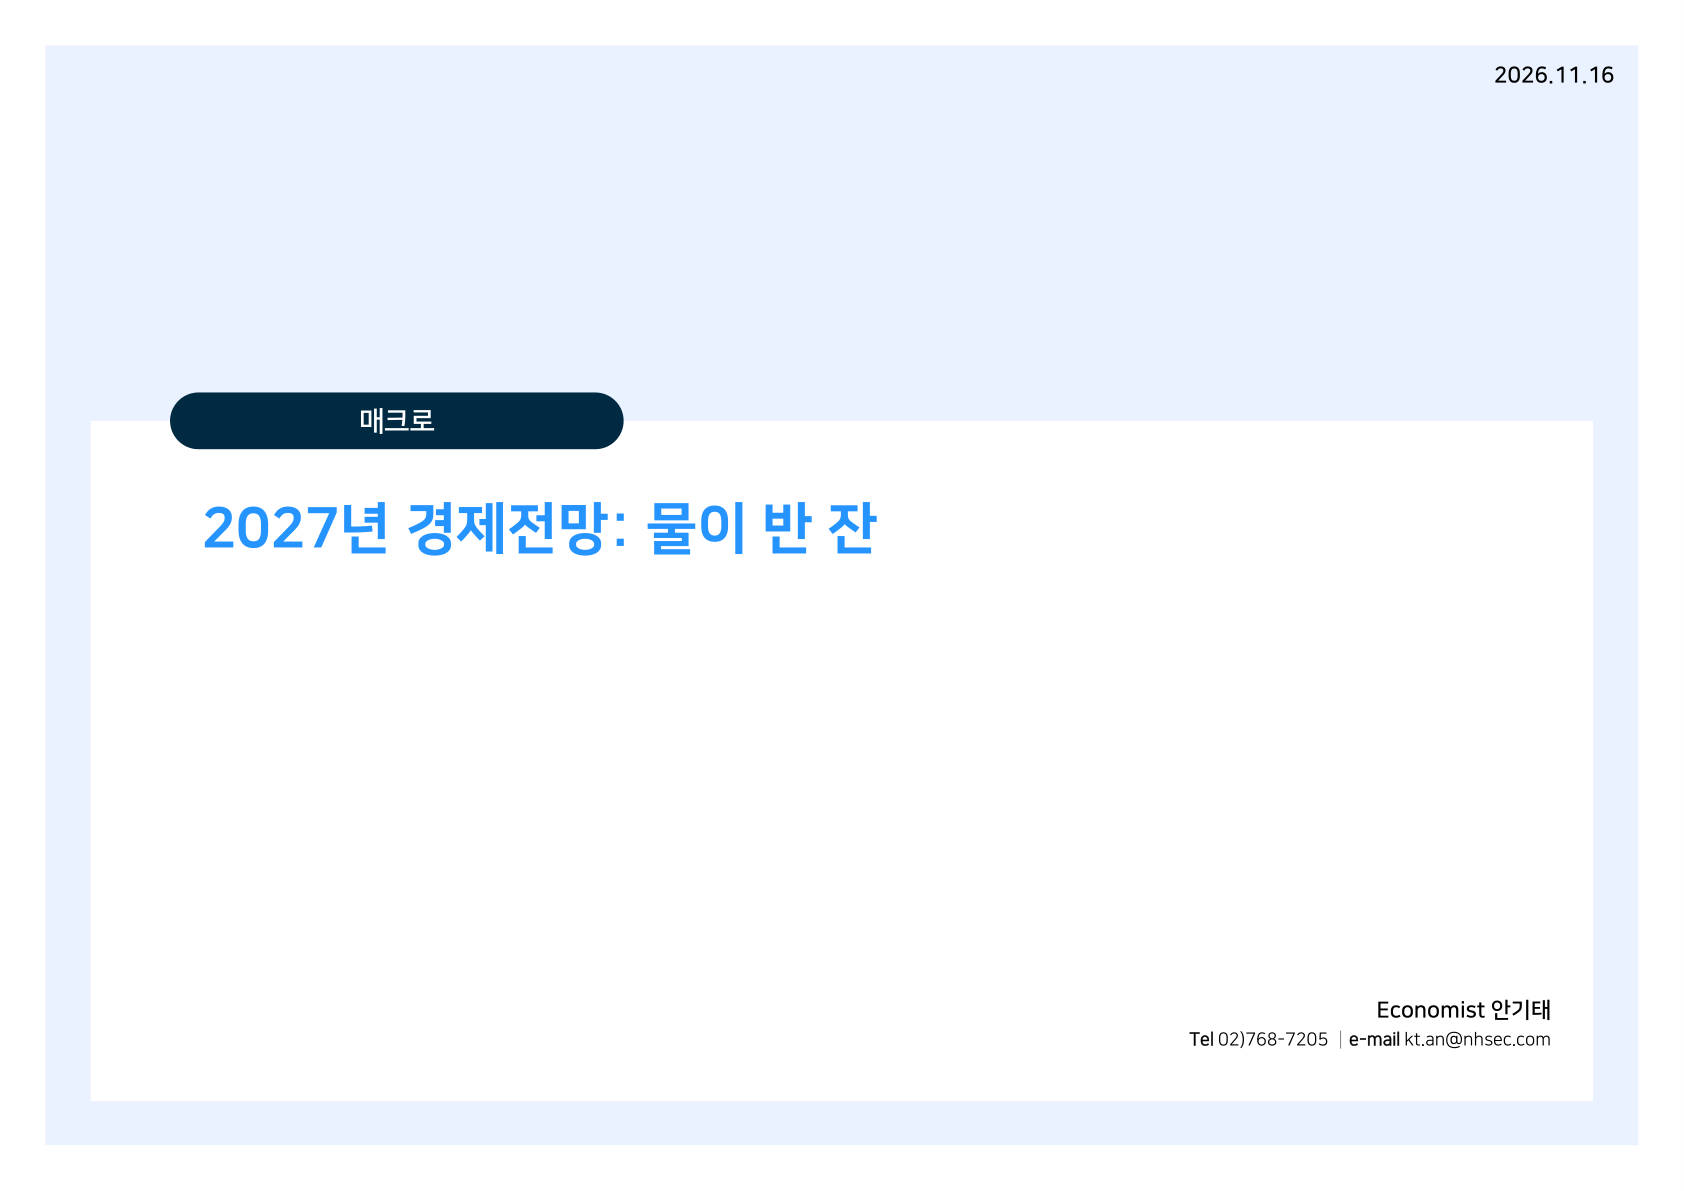 2026.11.16
매크로
2027년 경제전망: 물이 반 잔
Economist 안기태
Tel 02)768-7205 | e-mail kt.an@nhsec.com